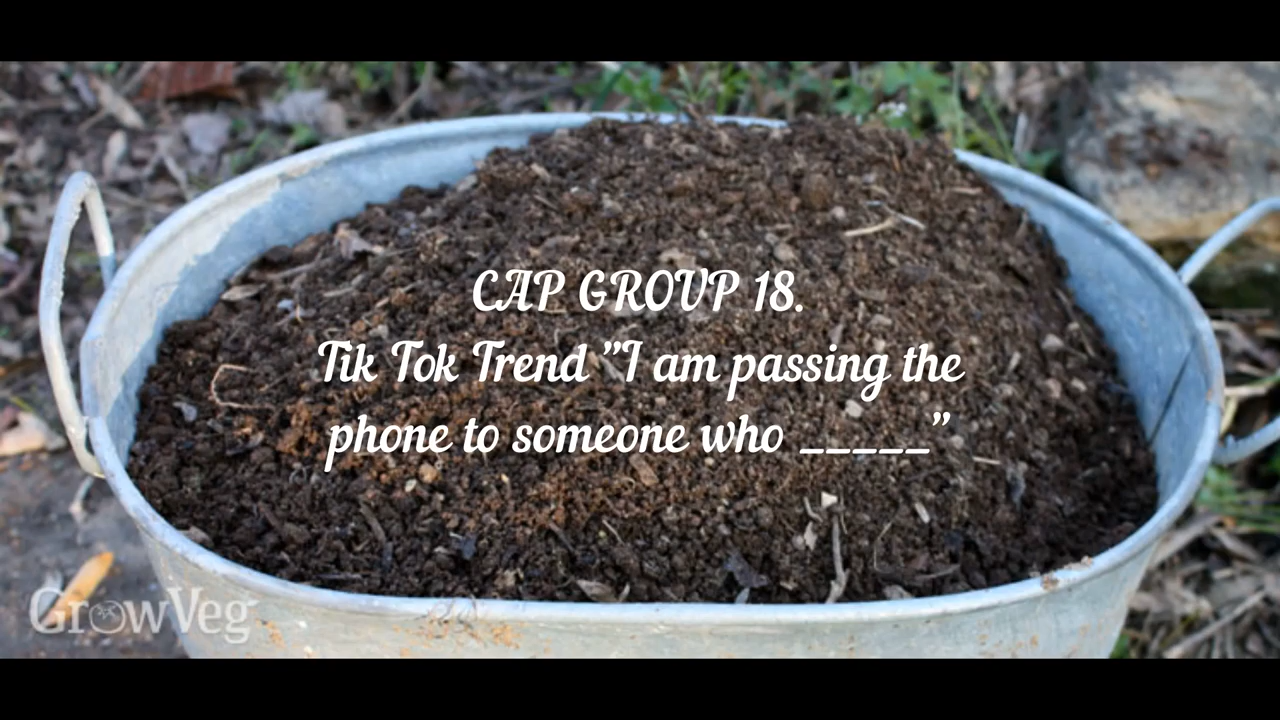 CAP GROUP 18.
Tik Tok Trend "I am passing the
phone to someone who _____"
GrowVeg